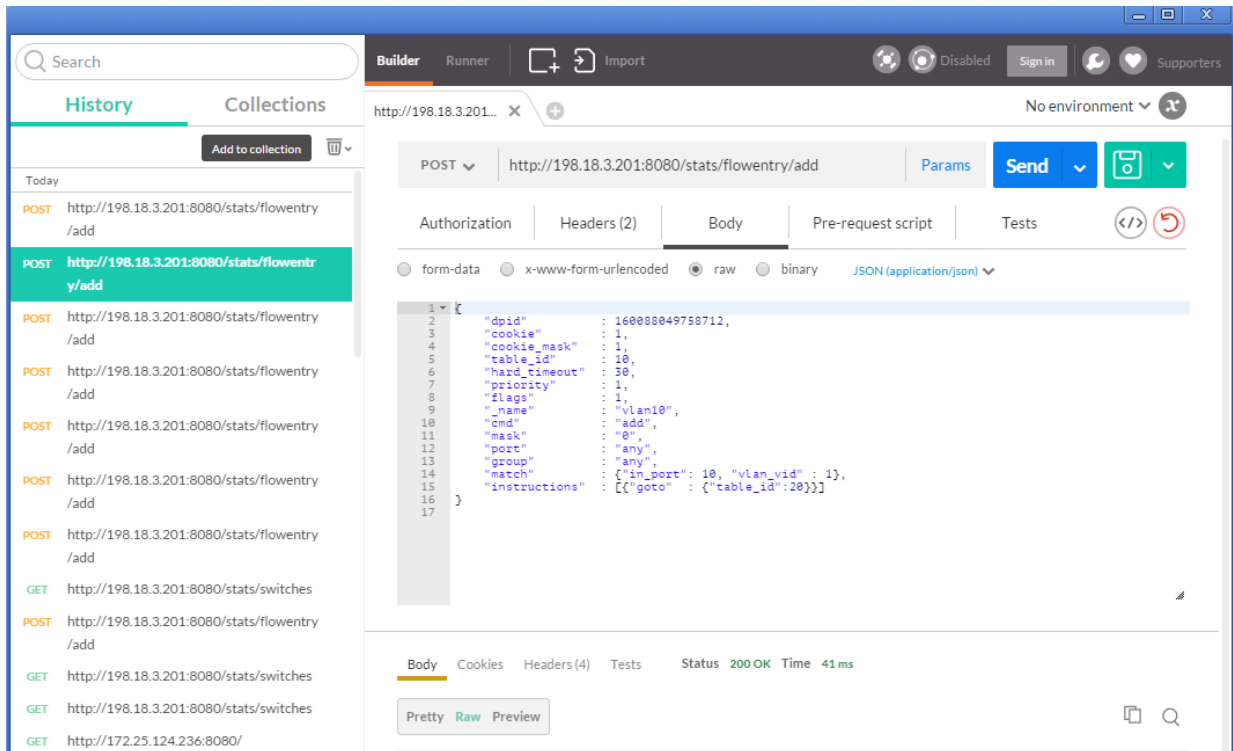 Search
History Collections
Add to collection
Today
POST http://198.18.3.201:8080/stats/flowentry
/add
POST http://198.18.3.201:8080/stats/flowentr
y/add
POST http://198.18.3.201:8080/stats/flowentry
/add
POST http://198.18.3.201:8080/stats/flowentry
/add
POST http://198.18.3.201:8080/stats/flowentry
/add
POST http://198.18.3.201:8080/stats/flowentry
/add
POST http://198.18.3.201:8080/stats/flowentry
/add
GET http://198.18.3.201:8080/stats/switches
POST http://198.18.3.201:8080/stats/flowentry
/add
GET http://198.18.3.201:8080/stats/switches
GET http://198.18.3.201:8080/stats/switches
GET http://172.25.124.236:8080/
Builder Runner Import Disabled Sign in Supporters
http://198.18.3.201... No environment
POST http://198.18.3.201:8080/stats/flowentry/add Params Send
Authorization Headers (2) Body Pre-request script Tests
form-data x-www-form-urlencoded raw binary JSON (application/json)
1 {
2 "dpid" : 160088049758712,
3 "cookie" : 1,
4 "cookie_mask" : 1,
5 "table_id" : 10,
6 "hard_timeout" : 30,
7 "priority" : 1,
8 "flags" : 1,
9 "_name" : "vlan10",
10 "cmd" : "add",
11 "mask" : "0",
12 "port" : "any",
13 "group" : "any",
14 "match" : {"in_port": 10, "vlan_vid" : 1},
15 "instructions" : [{"goto" : {"table_id":20}}]
16 }
17
Body Cookies Headers (4) Tests Status 200 OK Time 41 ms
Pretty Raw Preview